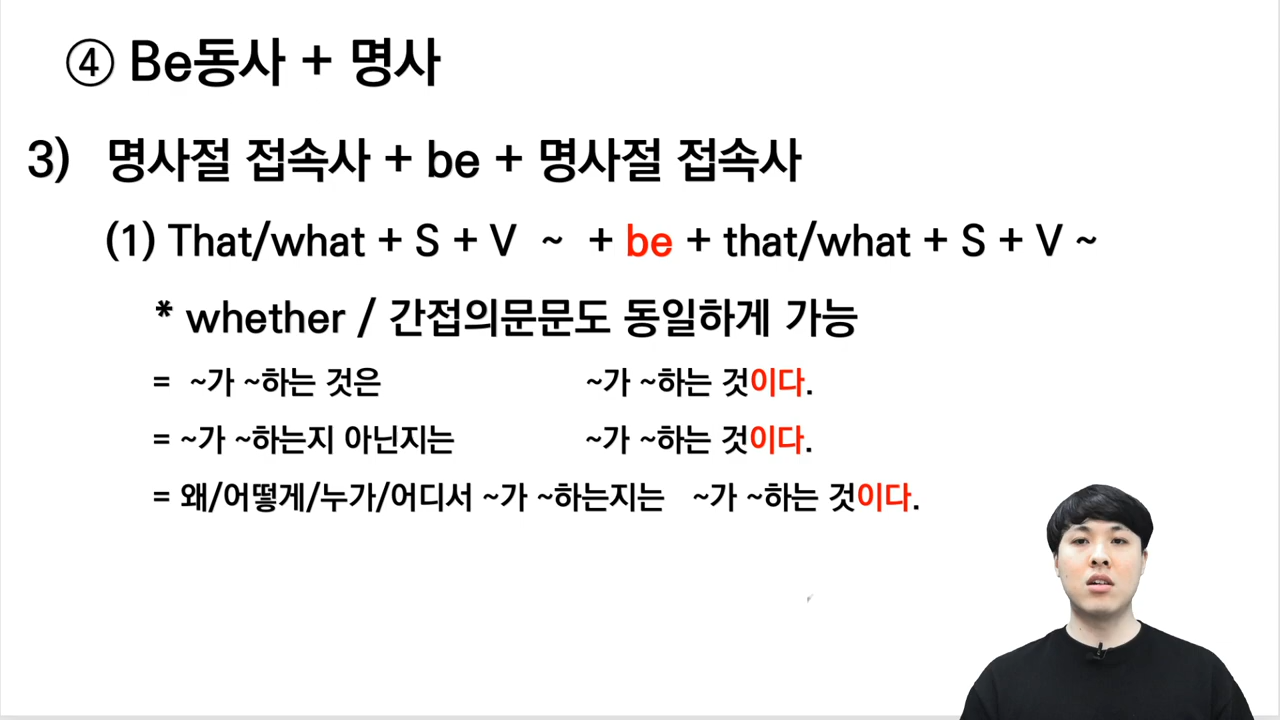 ④ Be동사 + 명사
3) 명사절 접속사 + be + 명사절 접속사
(1) That/what + S + V ~ + be + that/what + S + V ~
* whether / 간접의문문도 동일하게 가능
= ~가 ~하는 것은 ~가 ~하는 것이다.
= ~가 ~하는지 아닌지는 ~가 ~하는 것이다.
= 왜/어떻게/누가/어디서 ~가 ~하는지는 ~가 ~하는 것이다.